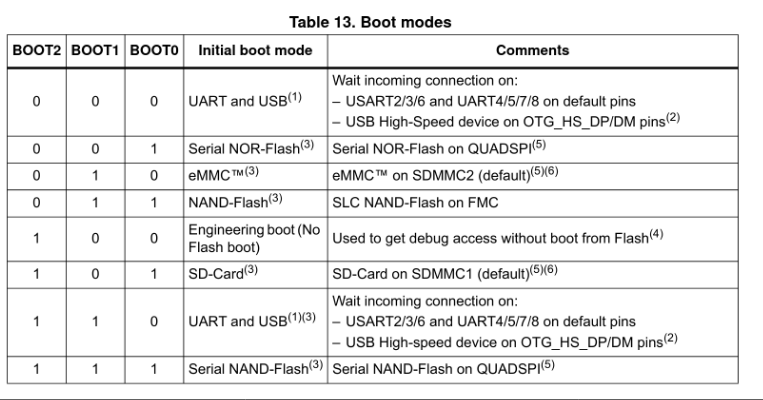 Table 13. Boot modes
BOOT2 BOOT1 BOOT0 Initial boot mode Comments
0 0 0 UART and USB(1) Wait incoming connection on:
– USART2/3/6 and UART4/5/7/8 on default pins
– USB High-Speed device on OTG_HS_DP/DM pins(2)
0 0 1 Serial NOR-Flash(3) Serial NOR-Flash on QUADSPI(5)
0 1 0 eMMC™(3) eMMC™ on SDMMC2 (default)(5)(6)
0 1 1 NAND-Flash(3) SLC NAND-Flash on FMC
1 0 0 Engineering boot (No
Flash boot) Used to get debug access without boot from Flash(4)
1 0 1 SD-Card(3) SD-Card on SDMMC1 (default)(5)(6)
1 1 0 UART and USB(1)(3) Wait incoming connection on:
– USART2/3/6 and UART4/5/7/8 on default pins
– USB High-speed device on OTG_HS_DP/DM pins(2)
1 1 1 Serial NAND-Flash(3) Serial NAND-Flash on QUADSPI(5)